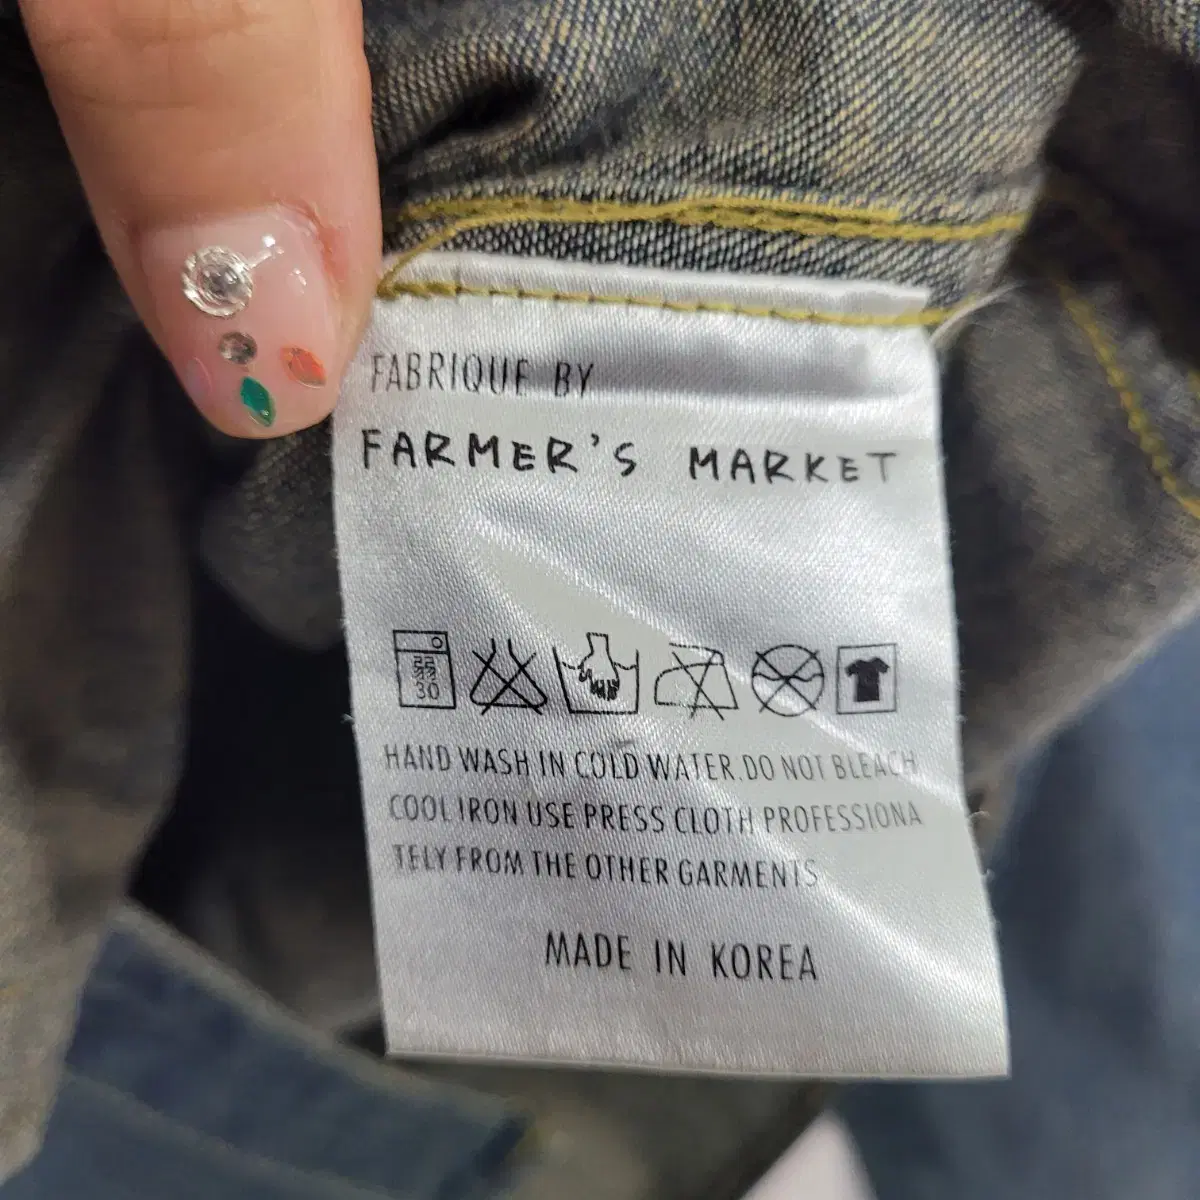 FABRIQUE BY
FARMER'S MARKET
30
HAND WASH IN COLD WATER.DO NOT BLEACH
COOL IRON USE PRESS CLOTH PROFESSIONA
TELY FROM THE OTHER GARMENTS
MADE IN KOREA